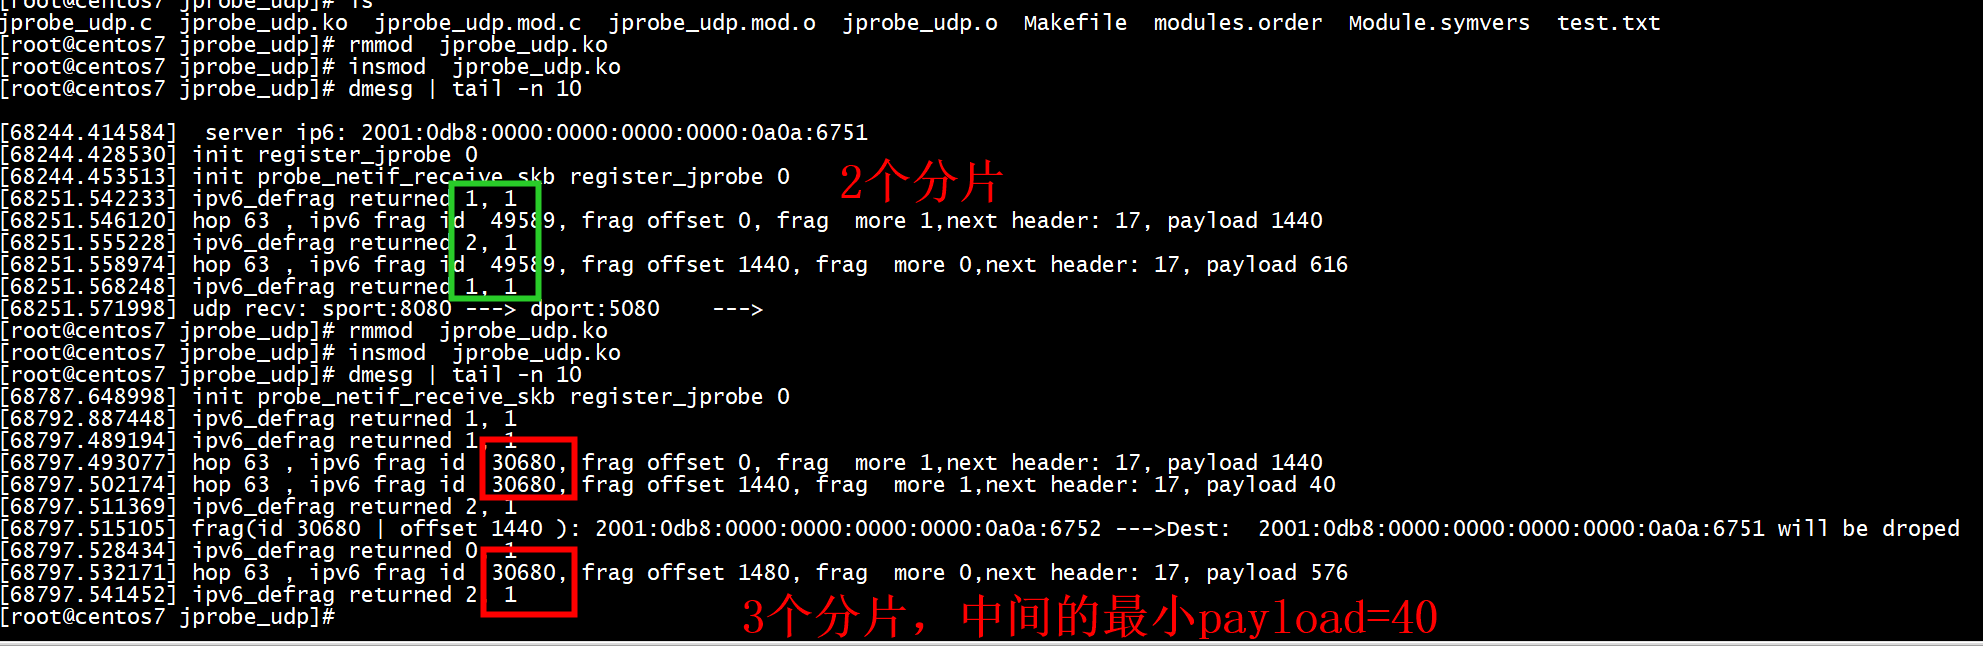 [root@centos7 jprobe_udp]# ls
jprobe_udp.c  jprobe_udp.ko  jprobe_udp.mod.c  jprobe_udp.mod.o  jprobe_udp.o  Makefile  modules.order  Module.symvers  test.txt
[root@centos7 jprobe_udp]# rmmod  jprobe_udp.ko
[root@centos7 jprobe_udp]# insmod  jprobe_udp.ko
[root@centos7 jprobe_udp]# dmesg | tail -n 10
[68244.414584]  server ip6: 2001:0db8:0000:0000:0000:0000:0a0a:6751
[68244.428530] init register_jprobe 0
[68244.453513] init probe_netif_receive_skb register_jprobe 0
2个分片
[68251.542233] ipv6_defrag returned 1, 1
[68251.546120] hop 63 , ipv6 frag id  49589, frag offset 0, frag  more 1,next header: 17, payload 1440
[68251.555228] ipv6_defrag returned 2, 1
[68251.558974] hop 63 , ipv6 frag id  49589, frag offset 1440, frag  more 0,next header: 17, payload 616
[68251.568248] ipv6_defrag returned 1, 1
[68251.571998] udp recv: sport:8080 ---> dport:5080    --->
[root@centos7 jprobe_udp]# rmmod  jprobe_udp.ko
[root@centos7 jprobe_udp]# insmod  jprobe_udp.ko
[root@centos7 jprobe_udp]# dmesg | tail -n 10
[68787.648998] init probe_netif_receive_skb register_jprobe 0
[68792.887448] ipv6_defrag returned 1, 1
[68797.489194] ipv6_defrag returned 1, 1
[68797.493077] hop 63 , ipv6 frag id  30680, frag offset 0, frag  more 1,next header: 17, payload 1440
[68797.502174] hop 63 , ipv6 frag id  30680, frag offset 1440, frag  more 1,next header: 17, payload 40
[68797.511369] ipv6_defrag returned 2, 1
[68797.515105] frag(id 30680 | offset 1440 ): 2001:0db8:0000:0000:0000:0000:0a0a:6752 --->Dest:  2001:0db8:0000:0000:0000:0000:0a0a:6751 will be droped
[68797.528434] ipv6_defrag returned 0, 1
[68797.532171] hop 63 , ipv6 frag id  30680, frag offset 1480, frag  more 0,next header: 17, payload 576
[68797.541452] ipv6_defrag returned 2, 1
[root@centos7 jprobe_udp]#
3个分片，中间的最小payload=40